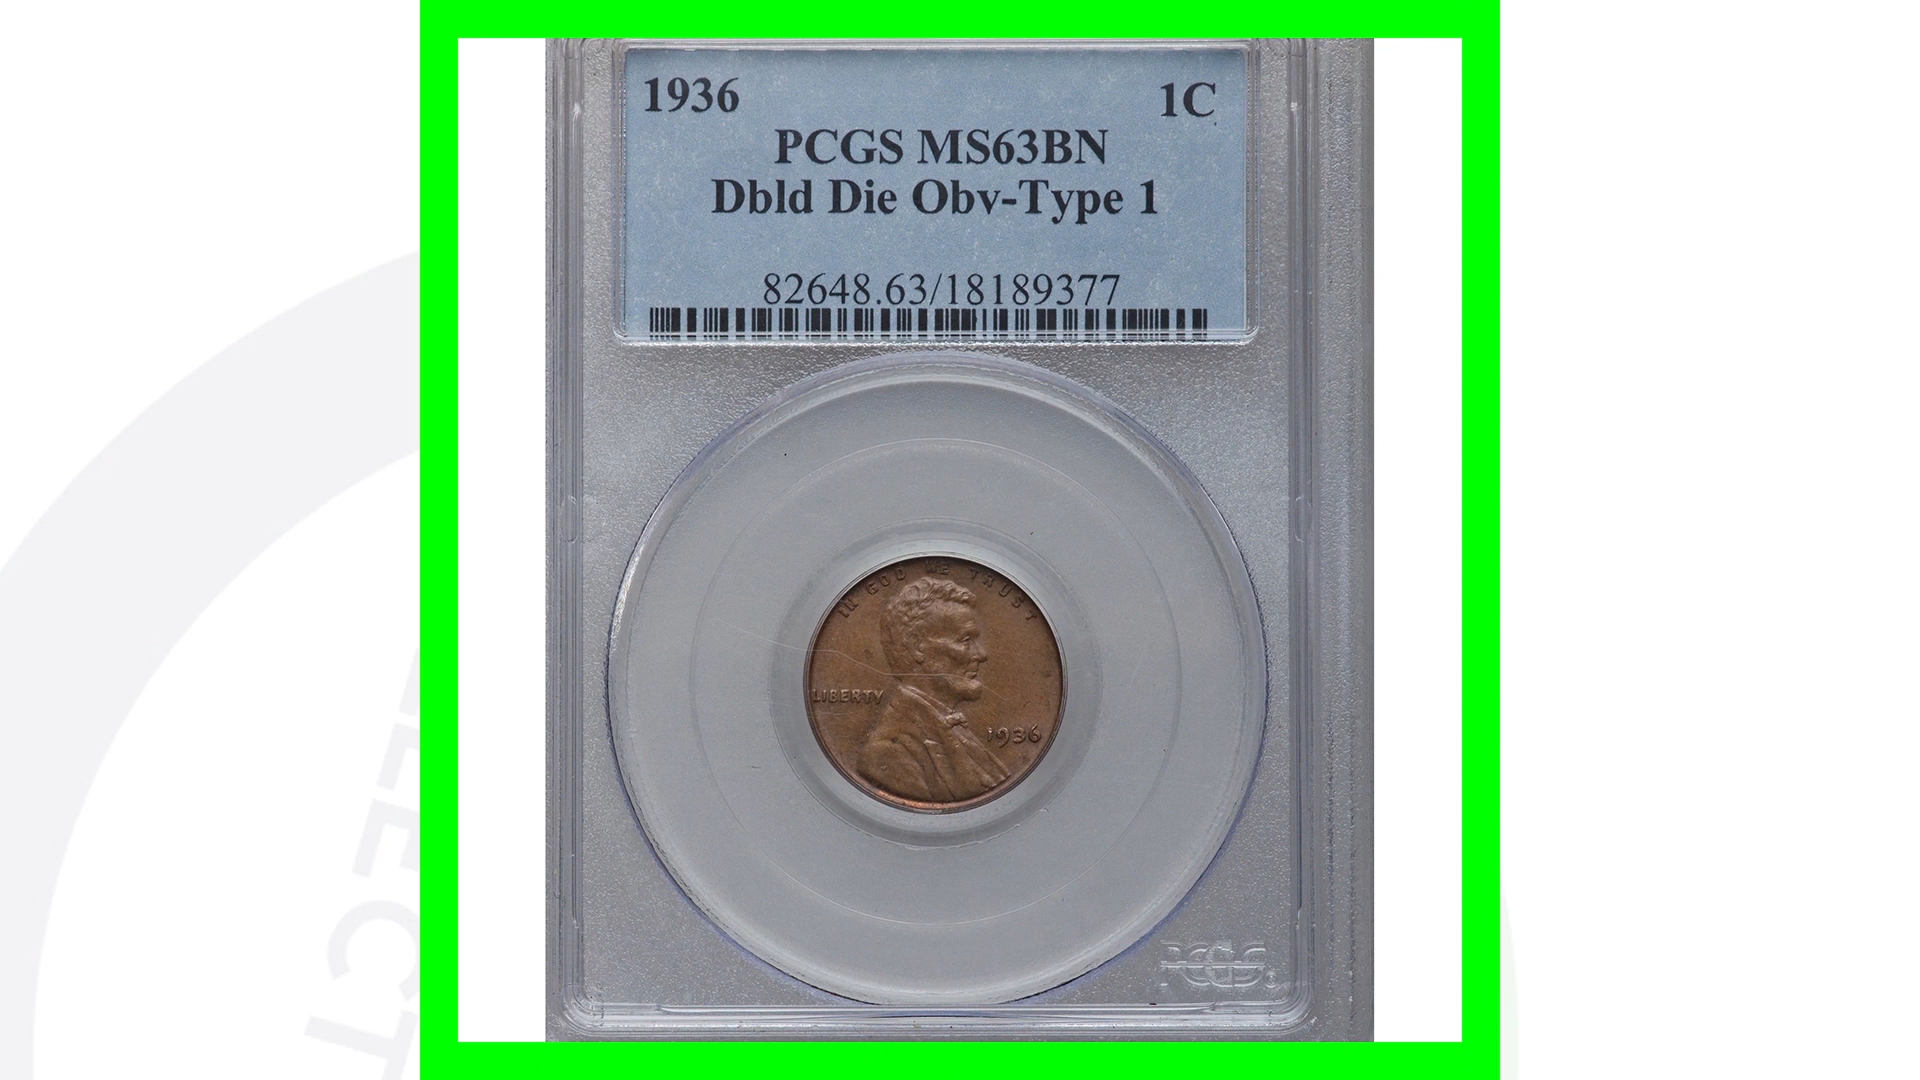 1936 1C
PCGS MS63BN
Dbld Die Obv-Type 1
82648.63/18189377
IN GOD WE TRUST
LIBERTY
1936
PCGS